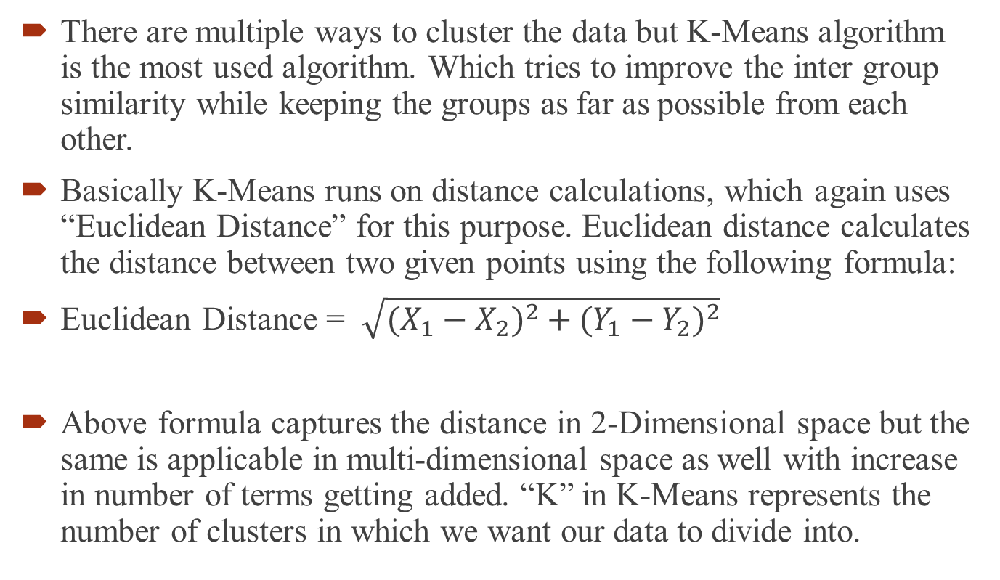 There are multiple ways to cluster the data but K-Means algorithm
is the most used algorithm. Which tries to improve the inter group
similarity while keeping the groups as far as possible from each
other.
Basically K-Means runs on distance calculations, which again uses
“Euclidean Distance” for this purpose. Euclidean distance calculates
the distance between two given points using the following formula:
Euclidean Distance = √(X₁ − X₂)² + (Y₁ − Y₂)²
Above formula captures the distance in 2-Dimensional space but the
same is applicable in multi-dimensional space as well with increase
in number of terms getting added. “K” in K-Means represents the
number of clusters in which we want our data to divide into.